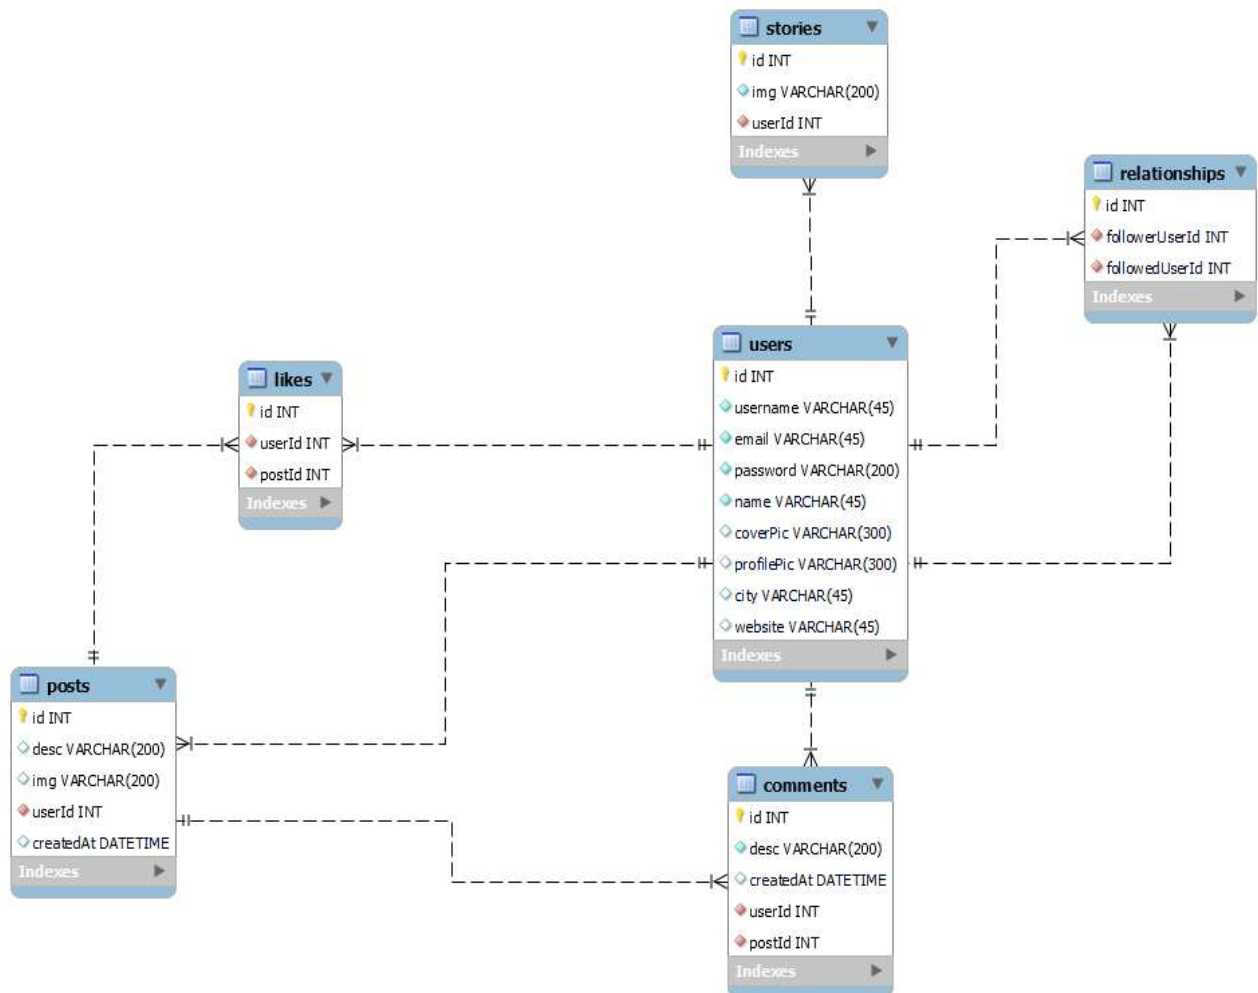 stories
id INT
img VARCHAR(200)
userId INT
Indexes
relationships
id INT
followerUserId INT
followedUserId INT
Indexes
users
id INT
username VARCHAR(45)
email VARCHAR(45)
password VARCHAR(200)
name VARCHAR(45)
coverPic VARCHAR(300)
profilePic VARCHAR(300)
city VARCHAR(45)
website VARCHAR(45)
Indexes
likes
id INT
userId INT
postId INT
Indexes
posts
id INT
desc VARCHAR(200)
img VARCHAR(200)
userId INT
createdAt DATETIME
Indexes
comments
id INT
desc VARCHAR(200)
createdAt DATETIME
userId INT
postId INT
Indexes